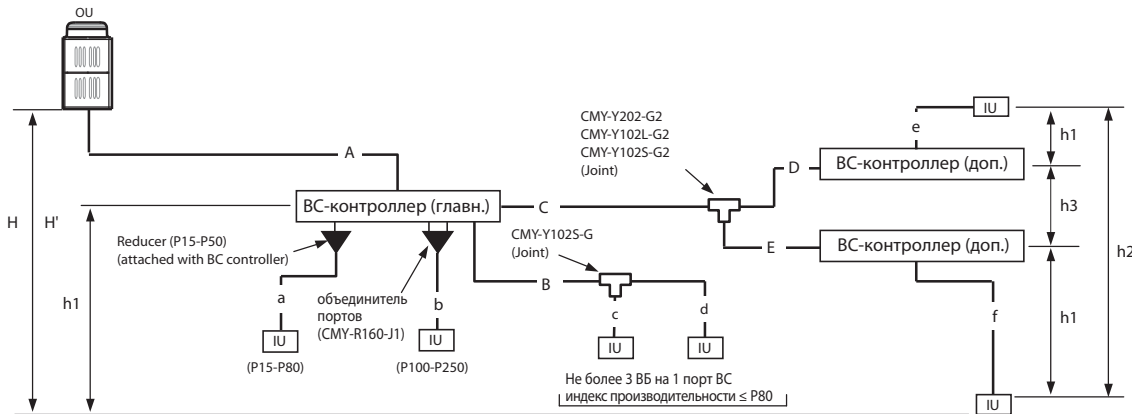 OU
H
H'
h1
A
ВС-контроллер (главн.)
C
Reducer (P15-P50)
(attached with BC controller)
a
IU
(P15-P80)
объединитель
портов
(CMY-R160-J1)
b
IU
(P100-P250)
CMY-Y102S-G
(Joint)
B
c
IU
d
IU
Не более 3 ВБ на 1 порт ВС
индекс производительности ≤ P80
CMY-Y202-G2
CMY-Y102L-G2
CMY-Y102S-G2
(Joint)
D
E
e
IU
ВС-контроллер (доп.)
ВС-контроллер (доп.)
f
IU
h1
h3
h1
h2